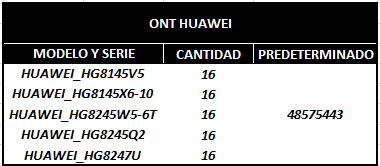 ONT HUAWEI
MODELO Y SERIE CANTIDAD PREDETERMINADO
HUAWEI_HG8145V5 16
HUAWEI_HG8145X6-10 16
HUAWEI_HG8245W5-6T 16 48575443
HUAWEI_HG8245Q2 16
HUAWEI_HG8247U 16